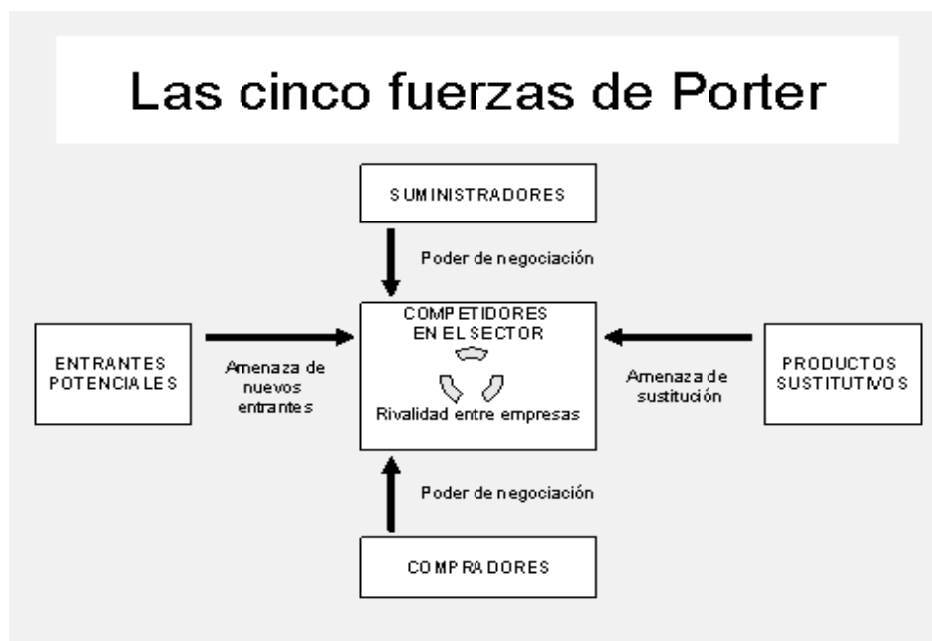 Las cinco fuerzas de Porter
SUMINISTRADORES
Poder de negociación
COMPETIDORES
EN EL SECTOR
Rivalidad entre empresas
ENTRANTES
POTENCIALES
Amenaza de
nuevos
entrantes
Amenaza de
sustitución
PRODUCTOS
SUSTITUTIVOS
Poder de negociación
COMPRADORES